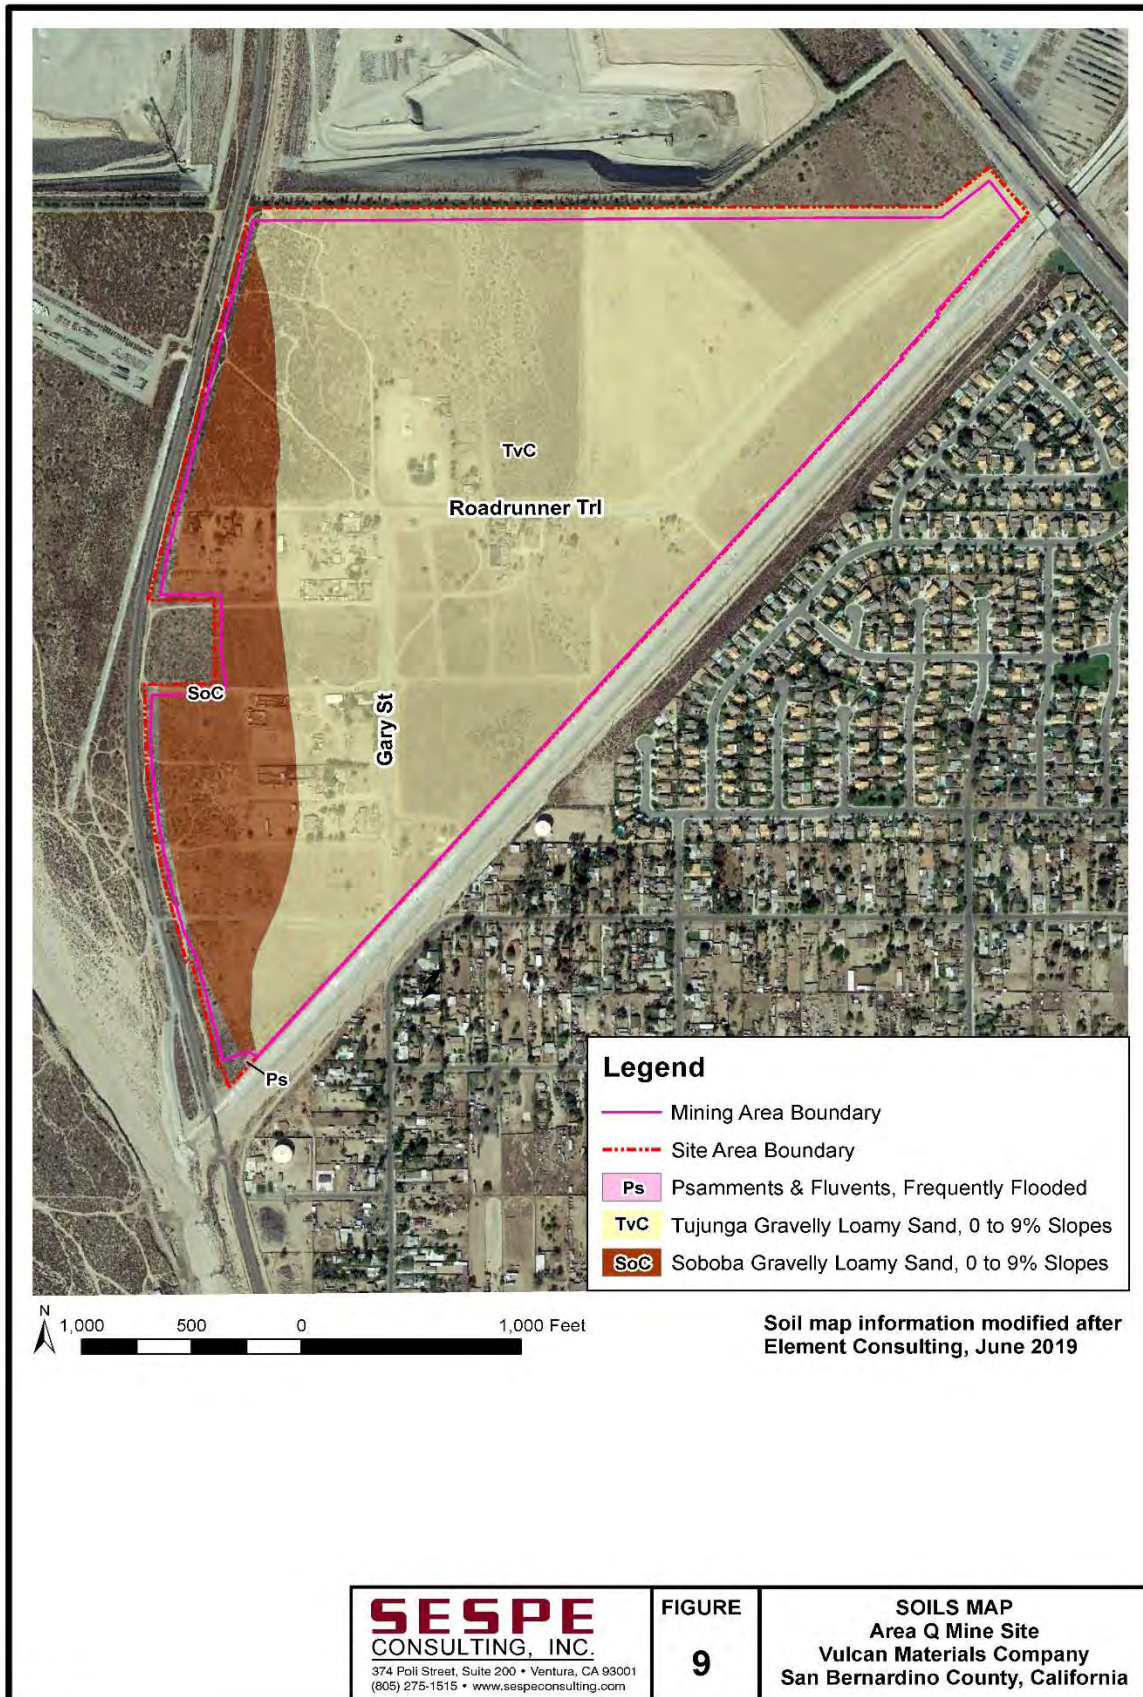 TvC
Roadrunner Trl
SoC
Gary St
Ps
Legend
Mining Area Boundary
Site Area Boundary
Ps Psamments & Fluvents, Frequently Flooded
TvC Tujunga Gravelly Loamy Sand, 0 to 9% Slopes
SoC Soboba Gravelly Loamy Sand, 0 to 9% Slopes
N
1,000 500 0 1,000 Feet
Soil map information modified after
Element Consulting, June 2019
SESPE
CONSULTING, INC.
374 Poli Street, Suite 200 • Ventura, CA 93001
(805) 275-1515 • www.sespeconsulting.com
FIGURE
9
SOILS MAP
Area Q Mine Site
Vulcan Materials Company
San Bernardino County, California